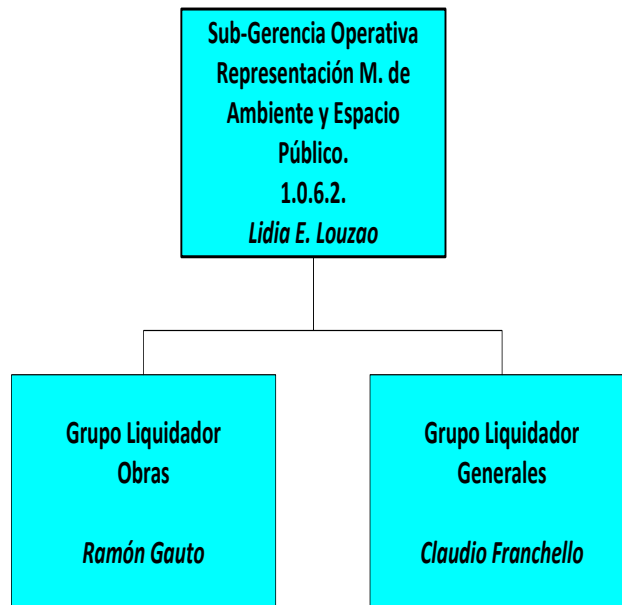 Sub-Gerencia Operativa
Representación M. de
Ambiente y Espacio
Público.
1.0.6.2.
Lidia E. Louzao
Grupo Liquidador
Obras
Ramón Gauto
Grupo Liquidador
Generales
Claudio Franchello